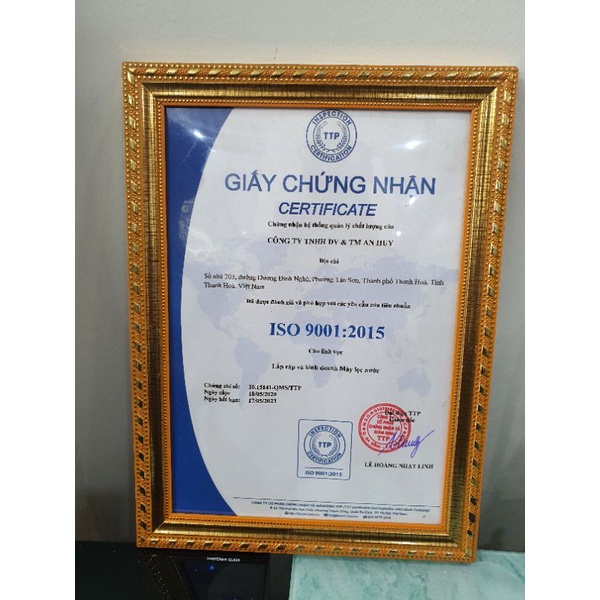 INSPECTION
TTP
CERTIFICATION
GIẤY CHỨNG NHẬN
CERTIFICATE
Chứng nhận hệ thống quản lý chất lượng của
CÔNG TY TNHH DV & TM AN HUY
Địa chỉ
Số nhà 203, đường Dương Đình Nghệ, Phường Tân Sơn, Thành phố Thanh Hoá, Tỉnh
Thanh Hoá, Việt Nam
Đã được đánh giá và phù hợp với các yêu cầu của tiêu chuẩn
ISO 9001:2015
Cho lĩnh vực
Lắp ráp và kinh doanh Máy lọc nước
Chứng chỉ số:
Ngày cấp: 18/05/2020
Ngày hết hạn: 17/05/2023
TTP
INSPECTION
TTP
CERTIFICATION
ISO 9001:2015
TTP
LÊ HOÀNG NHẬT LINH